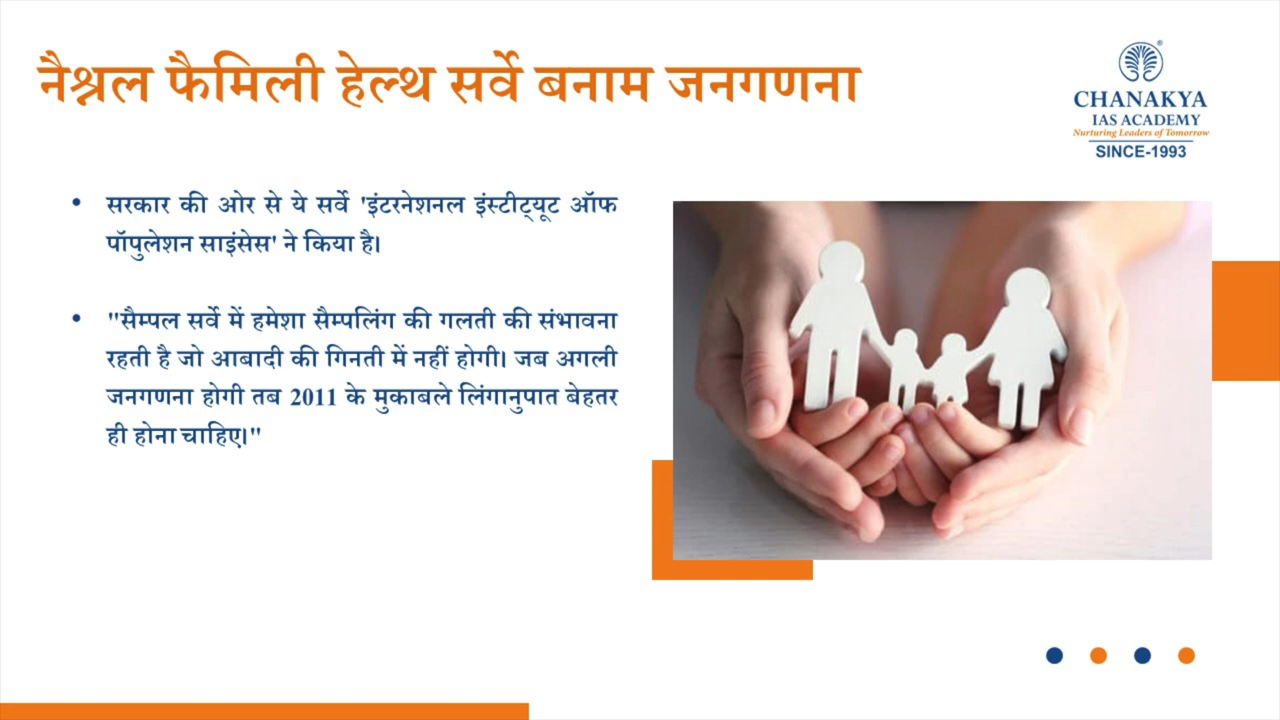 नैश्नल फैमिली हेल्थ सर्वे बनाम जनगणना
CHANAKYA
IAS ACADEMY
Nurturing Leaders of Tomorrow
SINCE-1993
• सरकार की ओर से ये सर्वे 'इंटरनेशनल इंस्टीट्यूट ऑफ
पॉपुलेशन साइंसेस' ने किया है।
• "सैम्पल सर्वे में हमेशा सैम्पलिंग की गलती की संभावना
रहती है जो आबादी की गिनती में नहीं होगी। जब अगली
जनगणना होगी तब 2011 के मुकाबले लिंगानुपात बेहतर
ही होना चाहिए।"